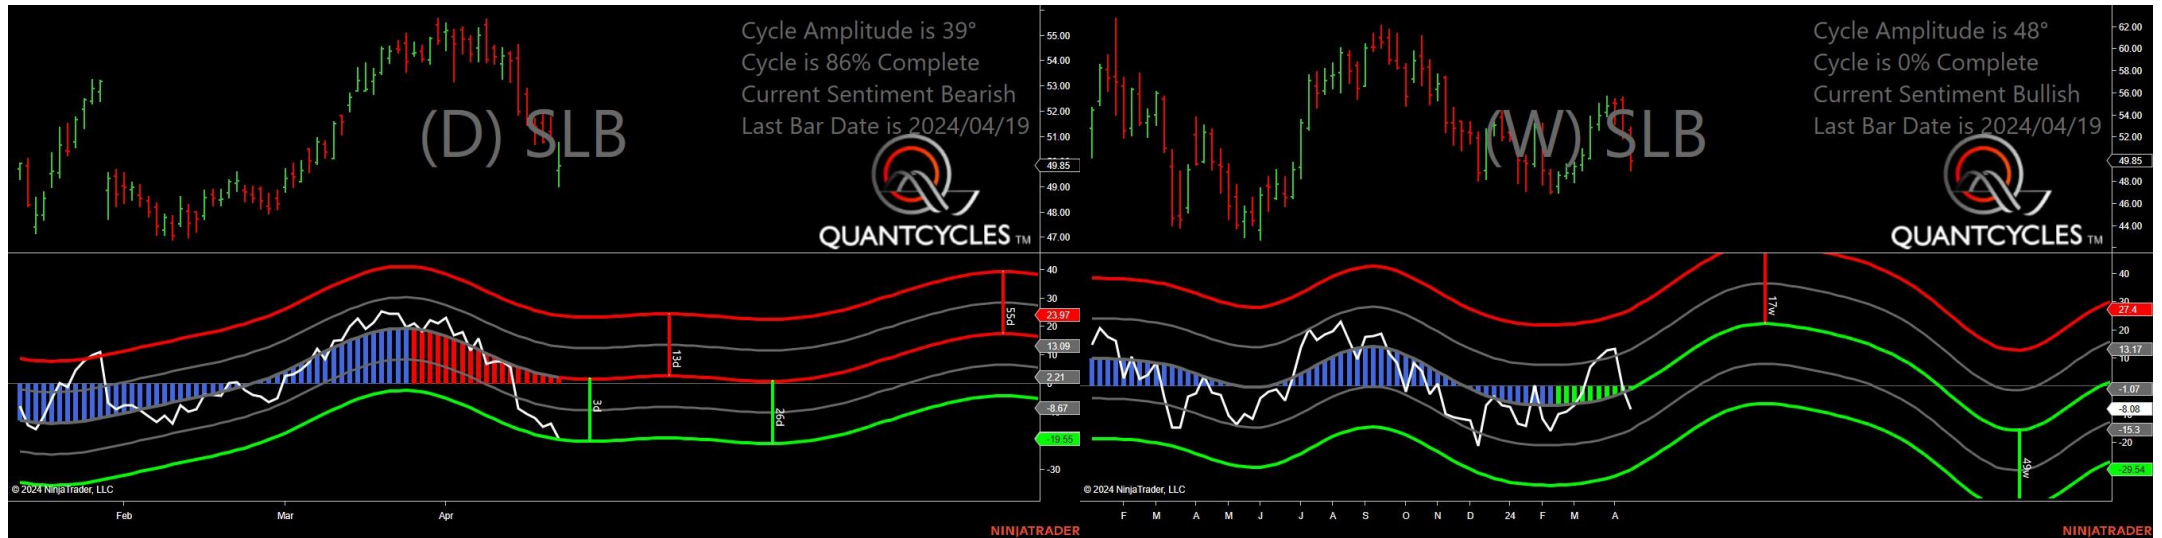 Cycle Amplitude is 39°
Cycle is 86% Complete
Current Sentiment Bearish
Last Bar Date is 2024/04/19
(D) SLB
QUANTCYCLES TM
55.00
54.00
53.00
52.00
51.00
49.85
49.00
48.00
47.00
40
30
23.97
20
13.09
10
2.21
-8.67
-19.55
-30
3d
13d
26d
55d
© 2024 NinjaTrader, LLC
Feb Mar Apr
NINJATRADER
Cycle Amplitude is 48°
Cycle is 0% Complete
Current Sentiment Bullish
Last Bar Date is 2024/04/19
(W) SLB
QUANTCYCLES TM
62.00
60.00
58.00
56.00
54.00
52.00
49.85
48.00
46.00
44.00
40
30
27.4
20
13.17
10
-1.07
-8.08
-15.3
-20
-29.54
17w
49w
© 2024 NinjaTrader, LLC
F M A M J J A S O N D 24 F M A
NINJATRADER